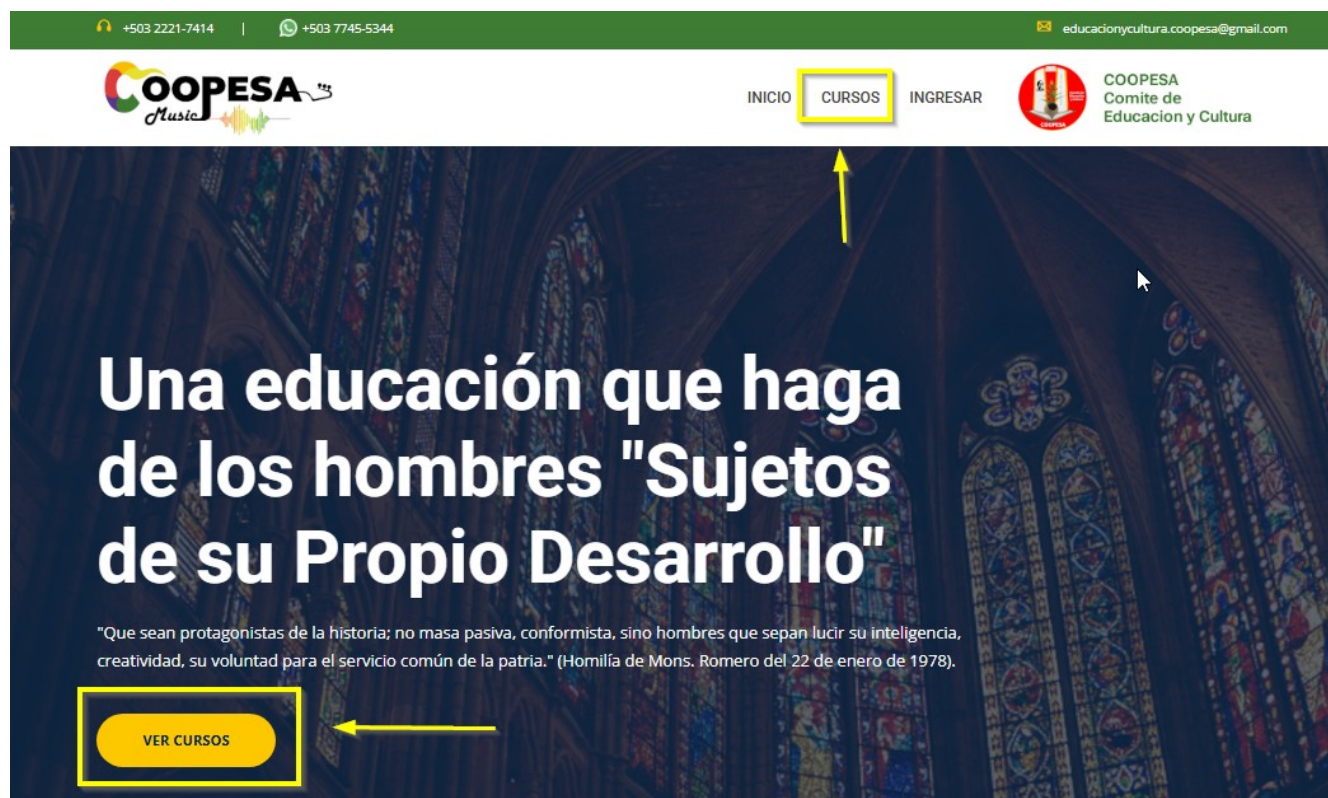 +503 2221-7414 | +503 7745-5344 educacionycultura.coopesa@gmail.com
COOPESA
Music
INICIO CURSOS INGRESAR
COOPESA
Comite de
Educacion y Cultura
Una educación que haga
de los hombres "Sujetos
de su Propio Desarrollo"
"Que sean protagonistas de la historia; no masa pasiva, conformista, sino hombres que sepan lucir su inteligencia,
creatividad, su voluntad para el servicio común de la patria." (Homilía de Mons. Romero del 22 de enero de 1978).
VER CURSOS